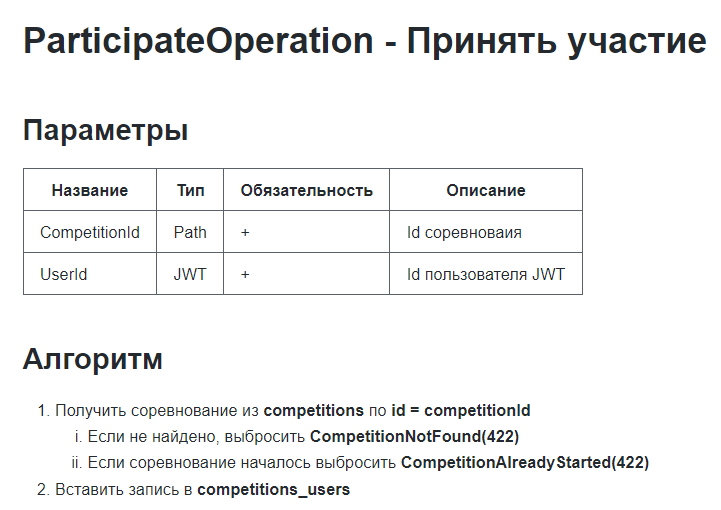 ParticipateOperation - Принять участие
Параметры
Название Тип Обязательность Описание
CompetitionId Path + Id соревноваия
UserId JWT + Id пользователя JWT
Алгоритм
1. Получить соревнование из competitions по id = competitionId
i. Если не найдено, выбросить CompetitionNotFound(422)
ii. Если соревнование началось выбросить CompetitionAlreadyStarted(422)
2. Вставить запись в competitions_users